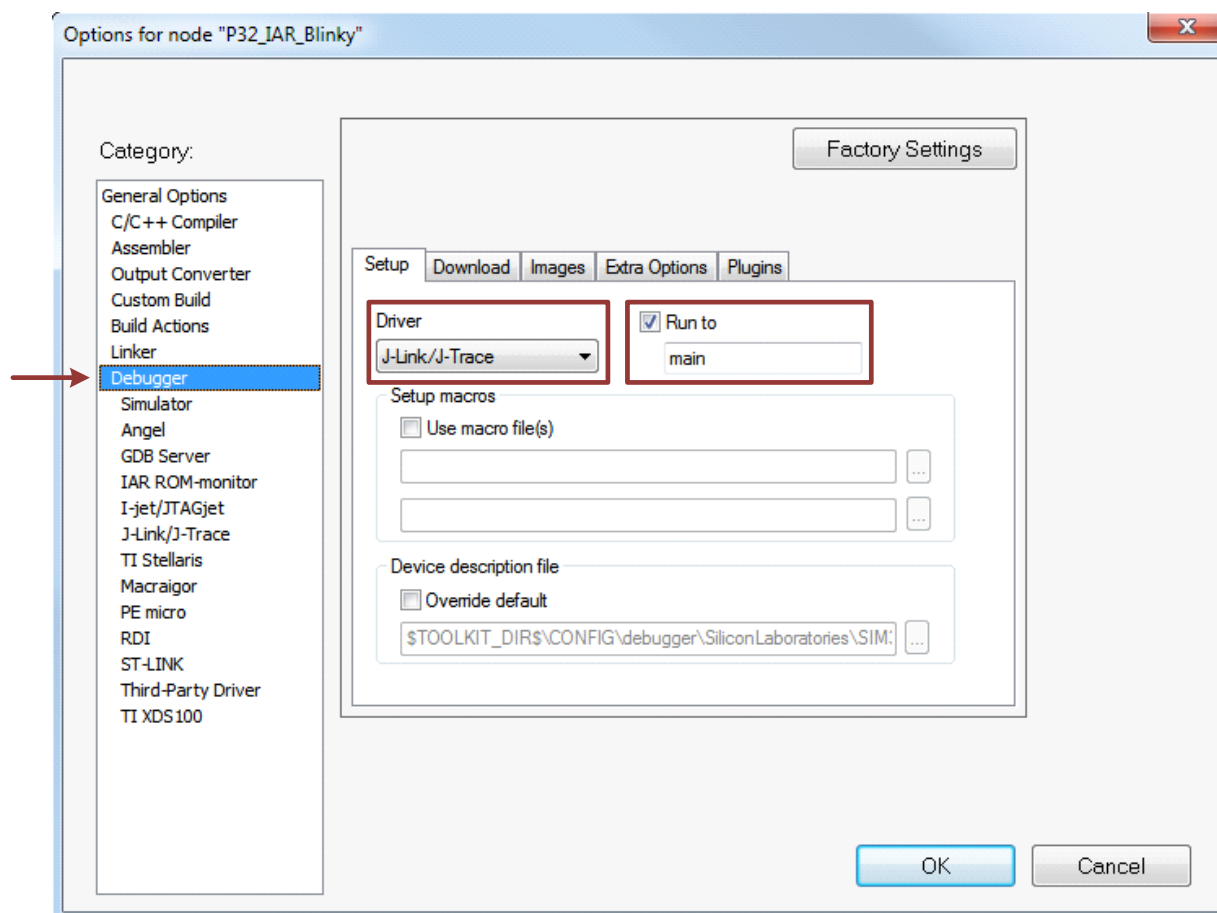 Options for node "P32_IAR_Blinky"
Category:
Factory Settings
General Options
C/C++ Compiler
Assembler
Output Converter
Custom Build
Build Actions
Linker
Debugger
Simulator
Angel
GDB Server
IAR ROM-monitor
I-jet/JTAGjet
J-Link/J-Trace
TI Stellaris
Macraigor
PE micro
RDI
ST-LINK
Third-Party Driver
TI XDS100
Setup Download Images Extra Options Plugins
Driver
J-Link/J-Trace
Run to
main
Setup macros
Use macro file(s)
...
...
Device description file
Override default
$TOOLKIT_DIR$\CONFIG\debugger\SiliconLaboratories\SIM:
...
OK Cancel